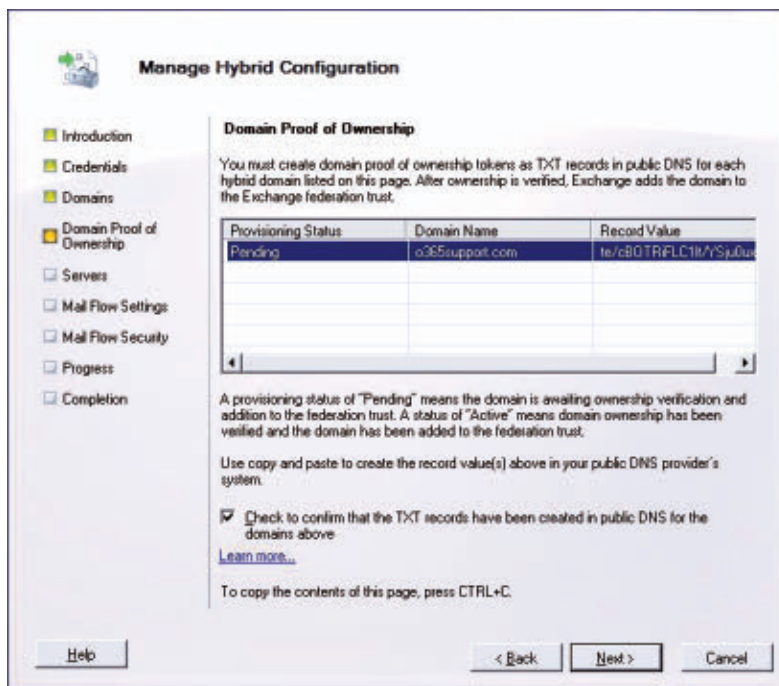 Manage Hybrid Configuration
Introduction
Credentials
Domains
Domain Proof of
Ownership
Servers
Mail Flow Settings
Mail Flow Security
Progress
Completion
Domain Proof of Ownership
You must create domain proof of ownership tokens as TXT records in public DNS for each
hybrid domain listed on this page. After ownership is verified, Exchange adds the domain to
the Exchange federation trust.
Provisioning Status Domain Name Record Value
Pending o365support.com
A provisioning status of "Pending" means the domain is awaiting ownership verification and
addition to the federation trust. A status of "Active" means domain ownership has been
verified and the domain has been added to the federation trust.
Use copy and paste to create the record value(s) above in your public DNS provider's
system.
Check to confirm that the TXT records have been created in public DNS for the
domains above
Learn more...
To copy the contents of this page, press CTRL+C.
Help
< Back
Next >
Cancel